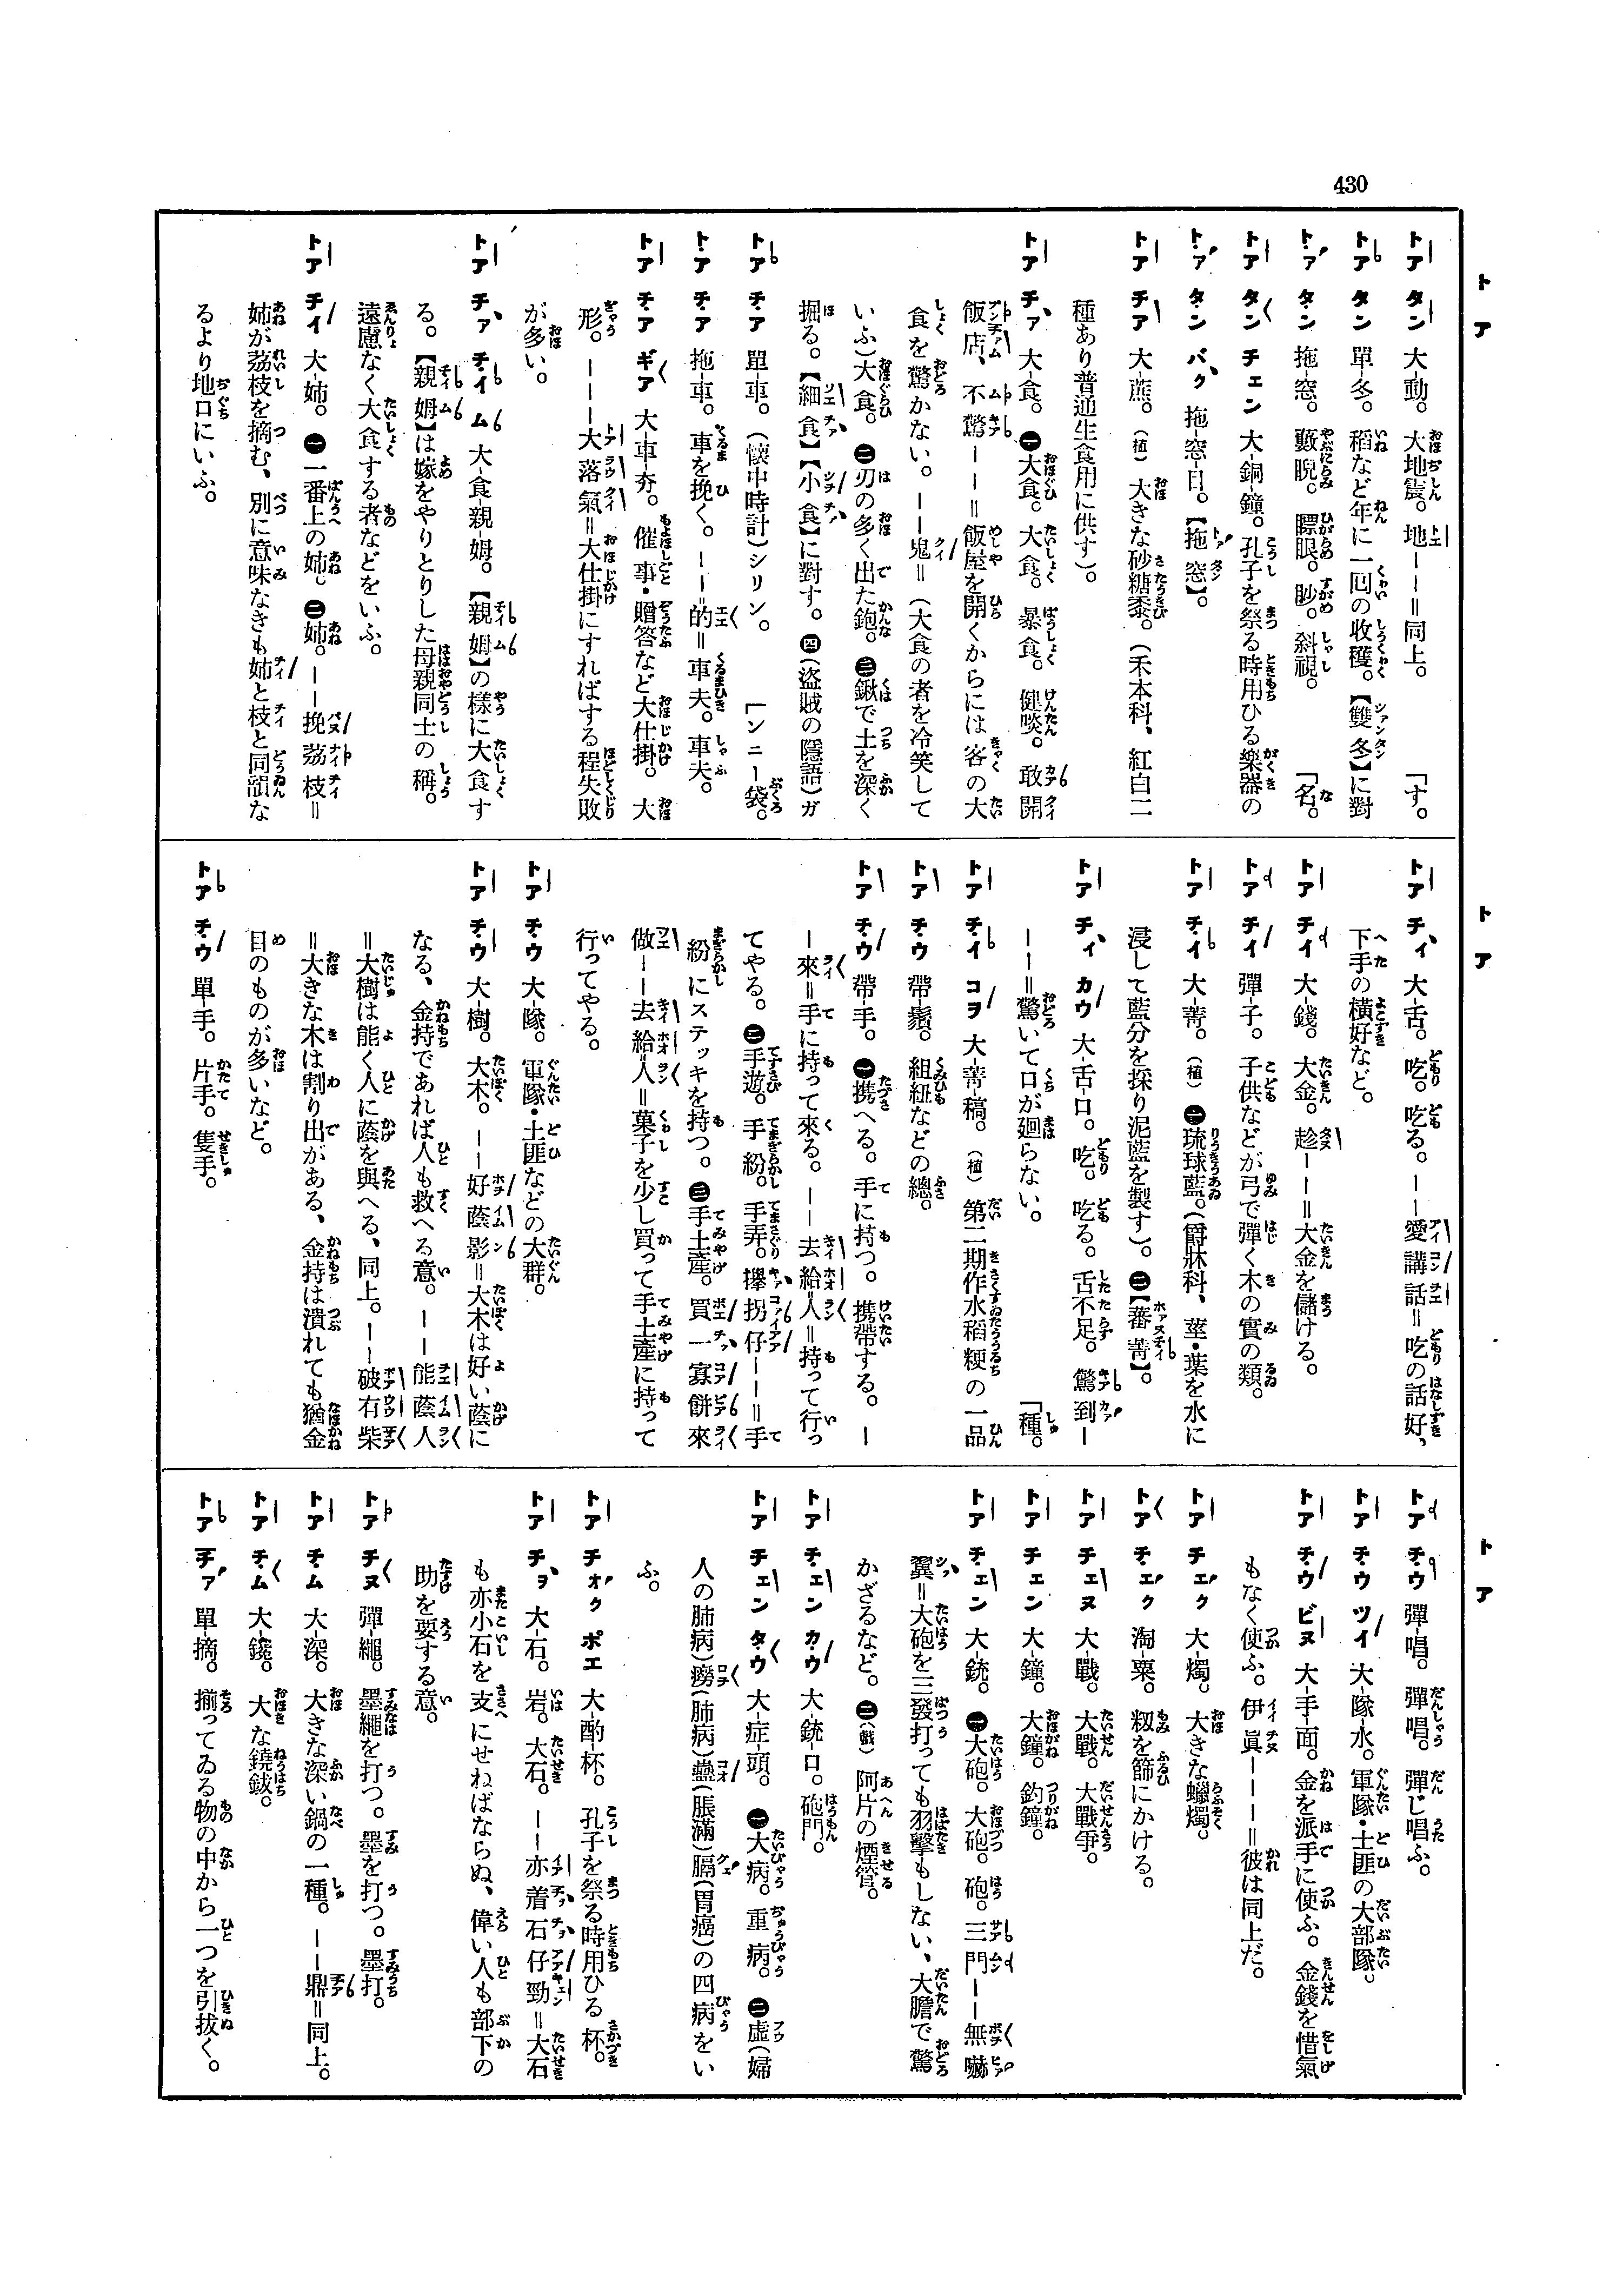 430
トア
トア タン 大-動。大地震。地——=同上。
トア タン 單-冬。稻など年に一囘の收穫。【雙冬】に對「す。
トァ タン 拖-窓。藪睨。瞟眼。眇。斜視。
トア タン チェン 大-銅-鐘。孔子を祭る時用ひる樂器の「名。
トァ タン バク 拖-窓-目。【拖窓】。
トア チア 大-蔗。(植)大きな砂糖黍。(禾本科、紅白二
種あり普通生食用に供す)。
トア チァ 大-食。㊀大食。大食。暴食。健啖。敢開
飯店、不驚——=飯屋を開くからには客の大
食を驚かない。——鬼=(大食の者を冷笑して
いふ)大食。㊁刃の多く出た鉋。㊂鍬で土を深く
掘る。【細食】【小食】に對す。㊃(盜賊の隱語)ガ
トア チア 單-車。(懷中時計)シリン。「ンニー袋。
トア チア 拖-車。車を挽く。——的=車夫。車夫。
トア チア ギア 大-車-夯。催事・贈答など大仕掛。大
形。———大落氣=大仕掛にすればする程失敗
が多い。
トア チァ チイ ム 大-食-親-姆。【親姆】の樣に大食す
る。【親姆】は嫁をやりとりした母親同士の稱。
遠慮なく大食する者などをいふ。
トア チイ 大-姉。㊀一番上の姉。㊁姉。——挽荔枝=
姉が荔枝を摘む、別に意味なきも姉と枝と同韻な
るより地口にいふ。
トア
トア チィ 大-舌。吃。吃る。——愛講話=吃の話好、
下手の橫好など。
トア チイ 大-錢。大金。趁——=大金を儲ける。
トア チイ 彈-子。子供などが弓で彈く木の實の類。
トア チイ 大-菁。(植)㊀琉球藍。(爵牀科、莖・葉を水に
浸して藍分を採り泥藍を製す)。㊁【蕃菁】。
トア チィ カウ 大-舌-口。吃。吃る。舌不足。驚到—
——=驚いて口が廻らない。「種。
トア チイ コヲ 大-菁-稿。(植)第二期作水稻粳の一品
トア チウ 帶-鬚。組紐などの總。
トア チウ 帶-手。㊀携へる。手に持つ。携帶する。—
—來=手に持って來る。——去給人=持って行っ
てやる。㊁手遊。手紛。手弄。攑拐仔——=手
紛にステッキを持つ。㊂手土產。買一寡餅來
做——去給人=菓子を少し買って手土產に持って
行ってやる。
トア チウ 大-隊。軍隊・土匪などの大群。
トア チウ 大-樹。大木。——好蔭影=大木は好い蔭に
なる、金持であれば人も救へる意。——能蔭人
=大樹は能く人に蔭を與へる、同上。——破有柴
=大きな木は割り出がある、金持は潰れても猶金
目のものが多いなど。
トア チウ 單-手。片手。隻手。
トア
トア チウ 彈-唱。彈唱。彈じ唱ふ。
トア チウ ツイ 大-隊-水。軍隊・土匪の大部隊。
トア チウ ビヌ 大-手-面。金を派手に使ふ。金錢を惜氣
もなく使ふ。伊眞———=彼は同上だ。
トア チェク 大-燭。大きな蠟燭。
トア チェク 淘-粟。籾を篩にかける。
トア チェヌ 大-戰。大戰。大戰爭。
トア チェン 大-鐘。大鐘。釣鐘。
トア チェン 大-銃。㊀大砲。大砲。砲。三門——無嚇
翼=大砲を三發打っても羽擊もしない、大膽で驚
かざるなど。㊁(戲)阿片の煙管。
トア チェン カウ 大-銃-口。砲門。
トア チェン タウ 大-症-頭。㊀大病。重病。㊁虛(婦
人の肺病)癆(肺病)蠱(脹滿)膈(胃癌)の四病をい
ふ。
トア チオク ポエ 大-酌-杯。孔子を祭る時用ひる杯。
トア チヲ 大-石。岩。大石。——亦着石仔勁=大石
も亦小石を支にせねばならぬ、偉い人も部下の
助を要する意。
トア チヌ 彈-繩。墨繩を打つ。墨を打つ。墨打。
トア チム 大-深。大きな深い鍋の一種。——鼎=同上。
トア チム 大-鐃。大な鐃鈸。
トア チァ 單-摘。揃ってゐる物の中から一つを引拔く。